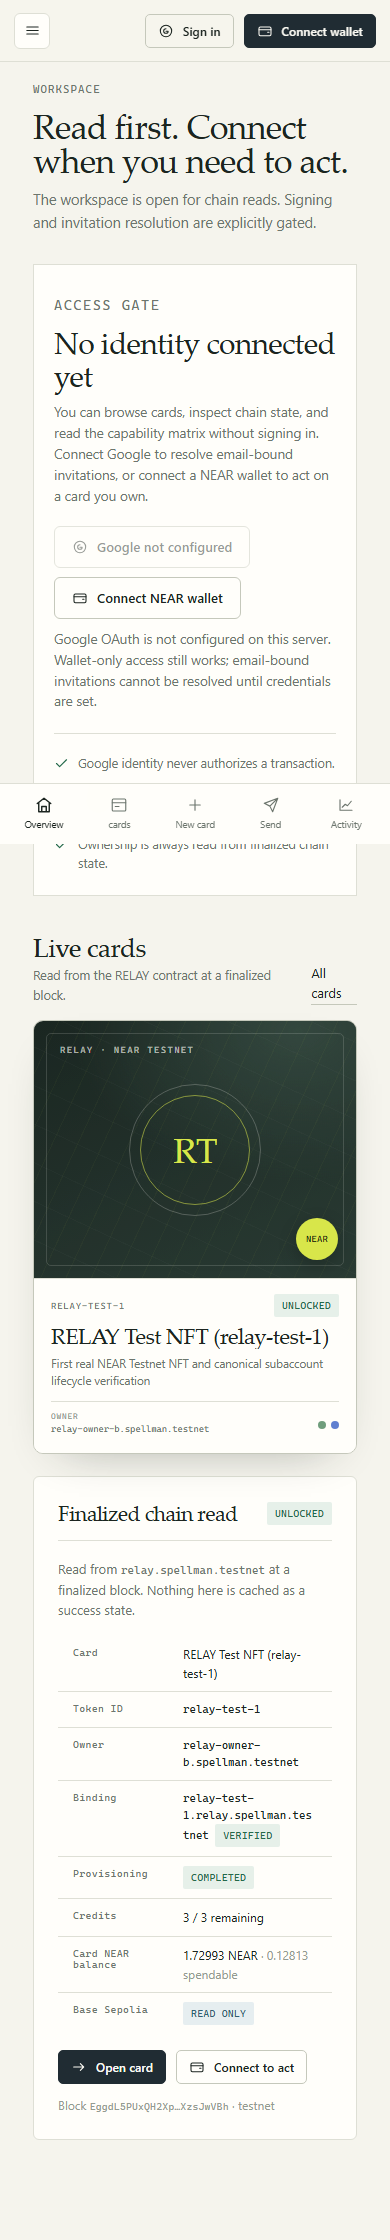 Sign in
Connect wallet
WORKSPACE
Read first. Connect
when you need to act.
The workspace is open for chain reads. Signing
and invitation resolution are explicitly gated.
ACCESS GATE
No identity connected
yet
You can browse cards, inspect chain state, and
read the capability matrix without signing in.
Connect Google to resolve email-bound
invitations, or connect a NEAR wallet to act on
a card you own.
Google not configured
Connect NEAR wallet
Google OAuth is not configured on this server.
Wallet-only access still works; email-bound
invitations cannot be resolved until credentials
are set.
Google identity never authorizes a transaction.
Overview
cards
New card
Send
Activity
Ownership is always read from finalized chain
state.
Live cards
Read from the RELAY contract at a finalized
block.
All
cards
RELAY · NEAR TESTNET
RT
NEAR
RELAY-TEST-1
UNLOCKED
RELAY Test NFT (relay-test-1)
First real NEAR Testnet NFT and canonical subaccount
lifecycle verification
OWNER
relay-owner-b.spellman.testnet
Finalized chain read
UNLOCKED
Read from relay.spellman.testnet at a
finalized block. Nothing here is cached as a
success state.
Card
RELAY Test NFT (relay-
test-1)
Token ID
relay-test-1
Owner
relay-owner-
b.spellman.testnet
Binding
relay-test-
1.relay.spellman.tes
tnet VERIFIED
Provisioning
COMPLETED
Credits
3 / 3 remaining
Card NEAR
balance
1.72993 NEAR · 0.12813
spendable
Base Sepolia
READ ONLY
Open card
Connect to act
Block EggdL5PUxQH2Xp…XzsJwVBh · testnet